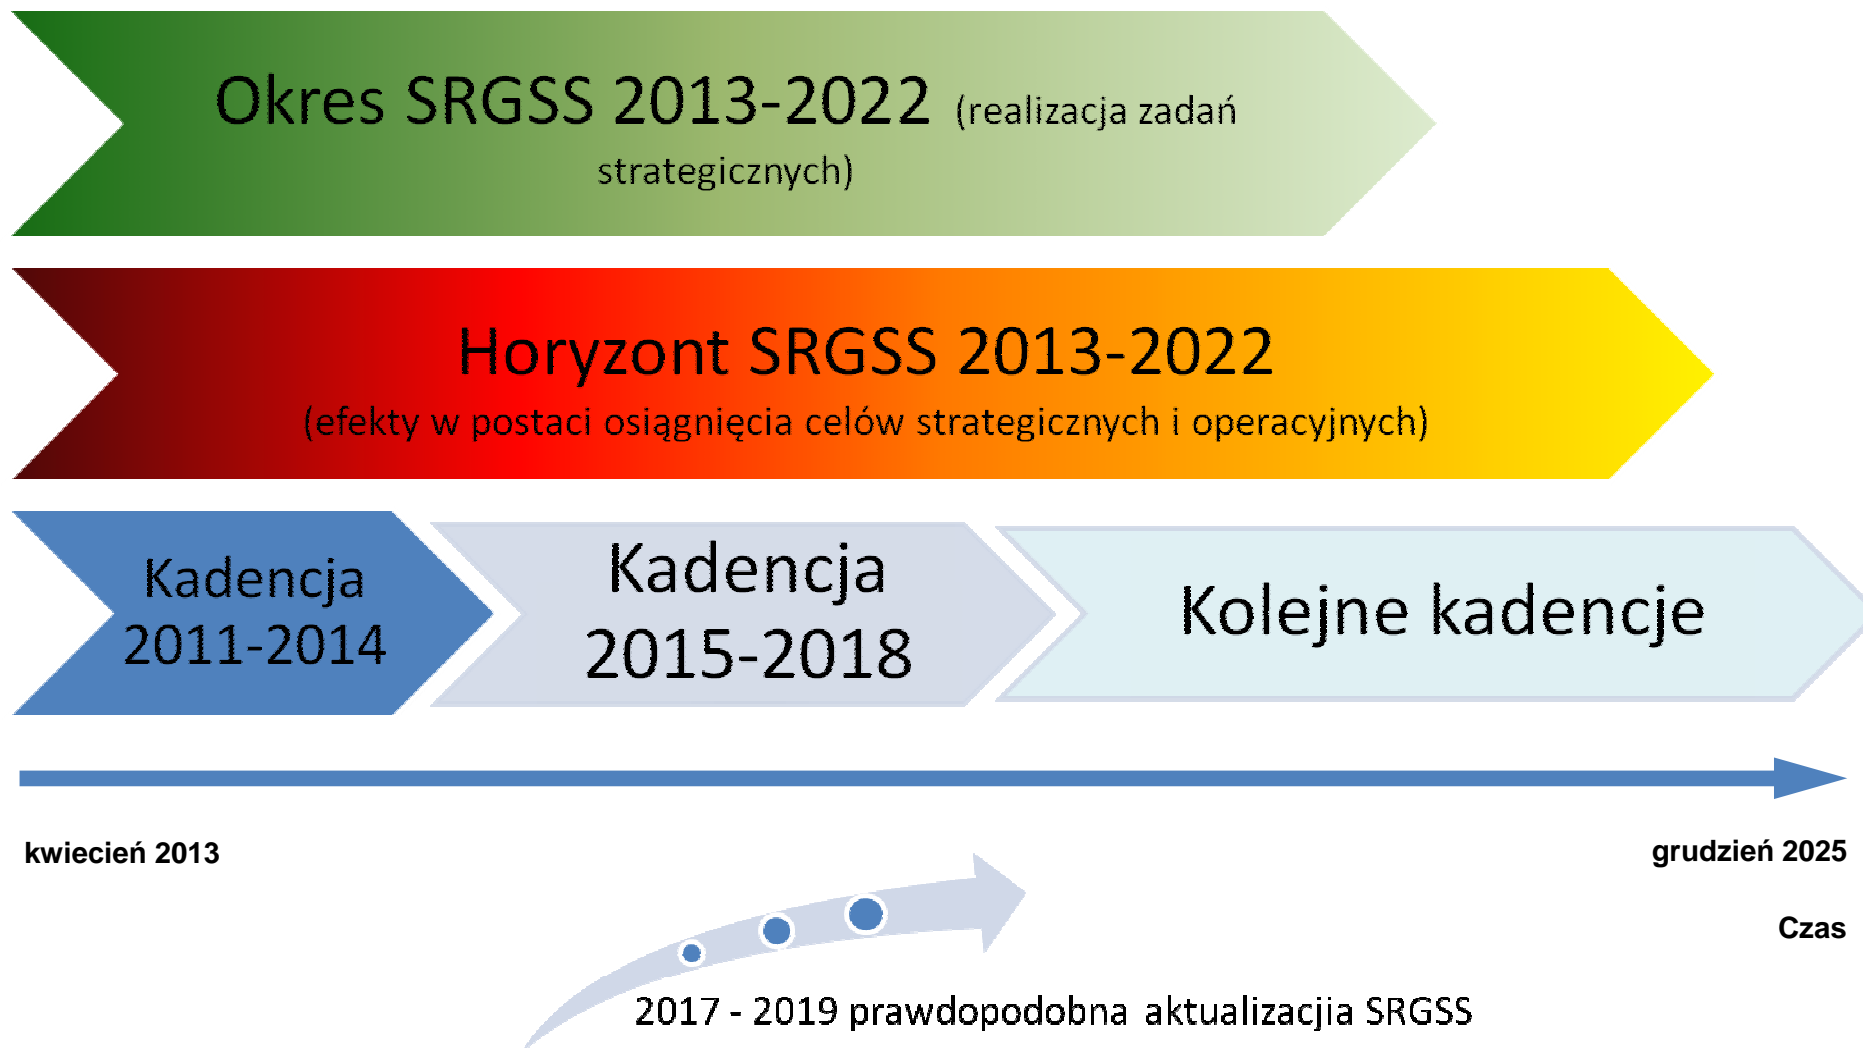 Okres SRGSS 2013-2022 (realizacja zadań
strategicznych)
Horyzont SRGSS 2013-2022
(efekty w postaci osiągnięcia celów strategicznych i operacyjnych)
Kadencja
2011-2014
Kadencja
2015-2018
Kolejne kadencje
kwiecień 2013
grudzień 2025
Czas
2017 - 2019 prawdopodobna aktualizacjia SRGSS